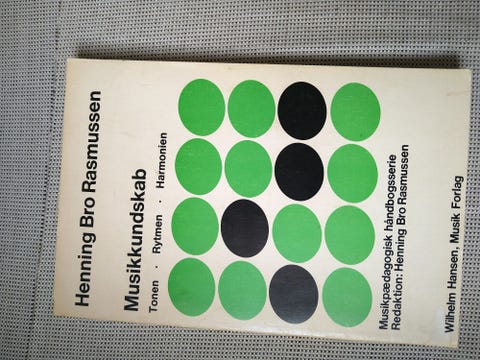 Henning Bro Rasmussen
Musikkundskab
Tonen · Rytmen · Harmonien
Musikpædagogisk håndbogsserie
Redaktion: Henning Bro Rasmussen
Wilhelm Hansen, Musik Forlag